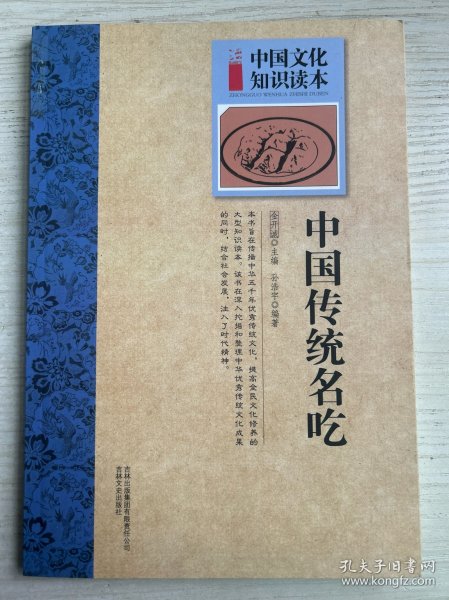 中国文化
知识读本
ZHONGGUO WENHUA ZHISHI DUBEN
中国传统名吃
金开诚◎主编 孙浩宇◎编著
本书旨在传播中华五千年优秀传统文化，提高全民文化修养的
大型知识读本。该书在深入挖掘和整理中华优秀传统文化成果
的同时，结合社会发展，注入了时代精神。
吉林出版集团有限责任公司
吉林文史出版社
孔夫子旧书网
www.kongfz.com